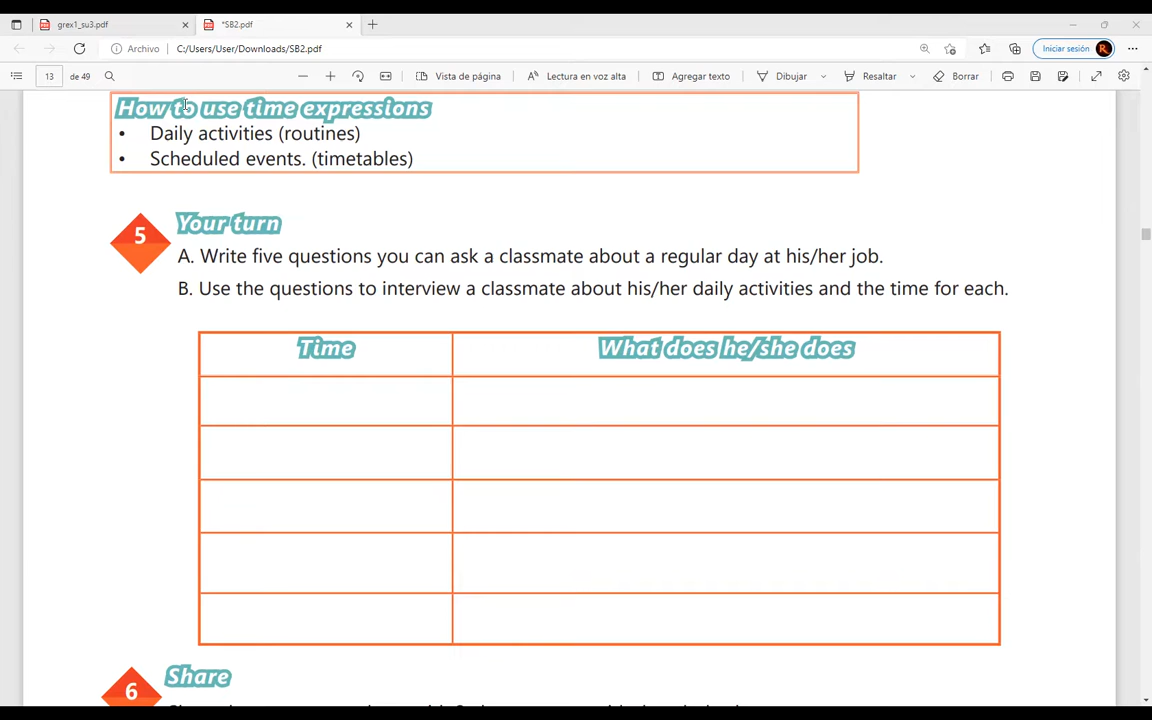 grex1_su3.pdf
*SB2.pdf
Archivo
C:/Users/User/Downloads/SB2.pdf
Iniciar sesión
R
13
de 49
Vista de página
Lectura en voz alta
Agregar texto
Dibujar
Resaltar
Borrar
How to use time expressions
• Daily activities (routines)
• Scheduled events. (timetables)
5
Your turn
A. Write five questions you can ask a classmate about a regular day at his/her job.
B. Use the questions to interview a classmate about his/her daily activities and the time for each.
Time
What does he/she does
6
Share